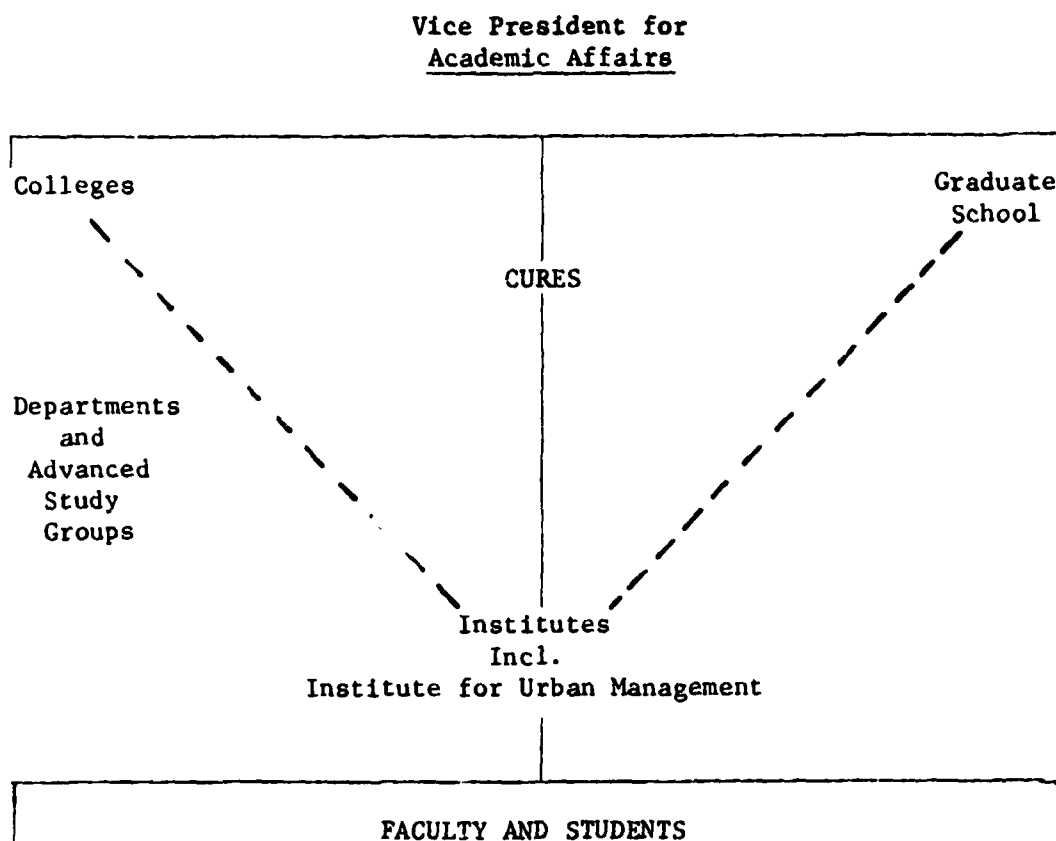 Vice President for
Academic Affairs
Colleges
Graduate
School
CURES
Departments
and
Advanced
Study
Groups
Institutes
Incl.
Institute for Urban Management
FACULTY AND STUDENTS